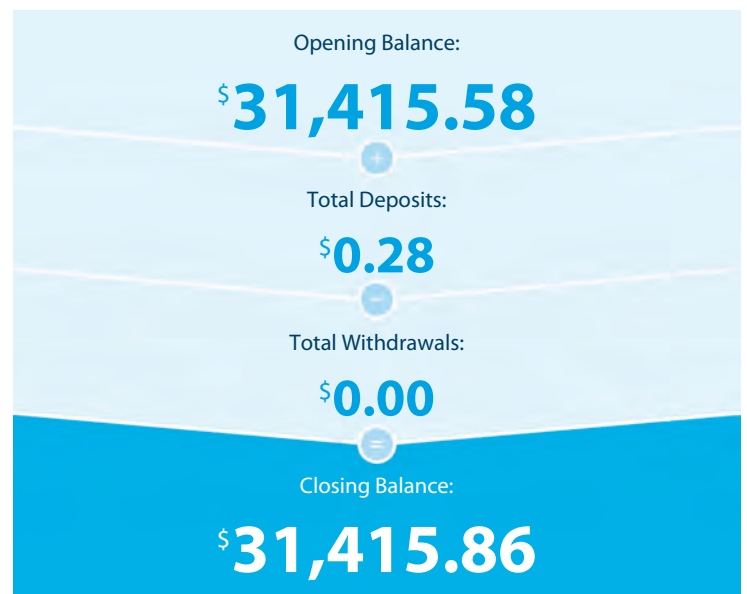 Opening Balance:
$31,415.58
+
Total Deposits:
$0.28
−
Total Withdrawals:
$0.00
=
Closing Balance:
$31,415.86